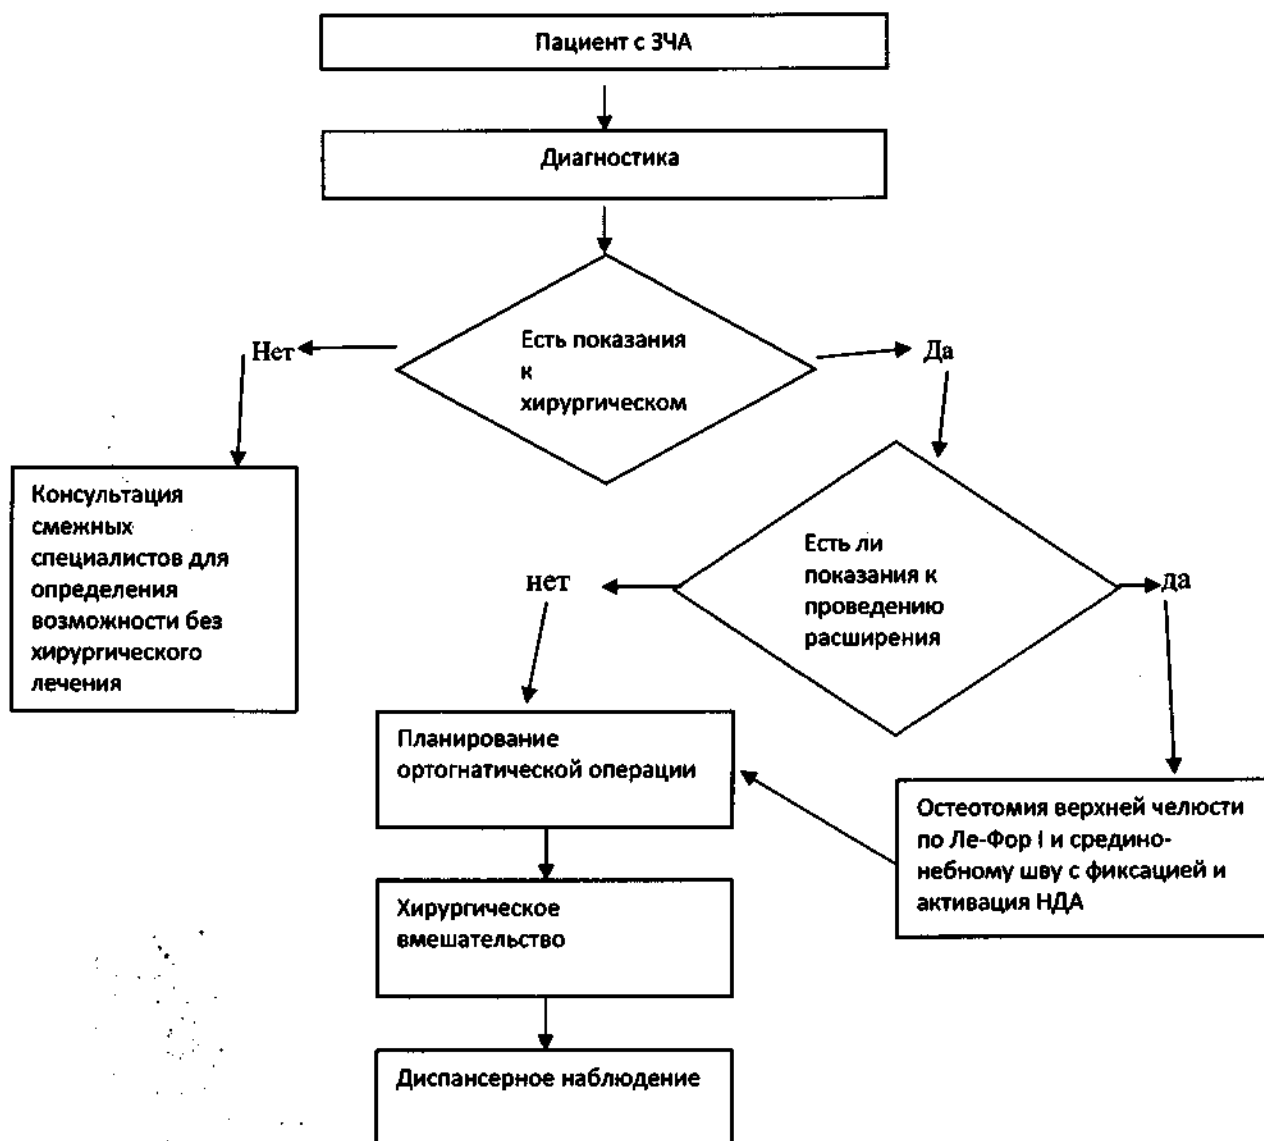 Пациент с ЗЧА
Диагностика
Есть показания
к
хирургическом
Нет
Да
Консультация
смежных
специалистов для
определения
возможности без
хирургического
лечения
Есть ли
показания к
проведению
расширения
нет
да
Планирование
ортогнатической операции
Остеотомия верхней челюсти
по Ле-Фор I и средино-
небному шву с фиксацией и
активация НДА
Хирургическое
вмешательство
Диспансерное наблюдение